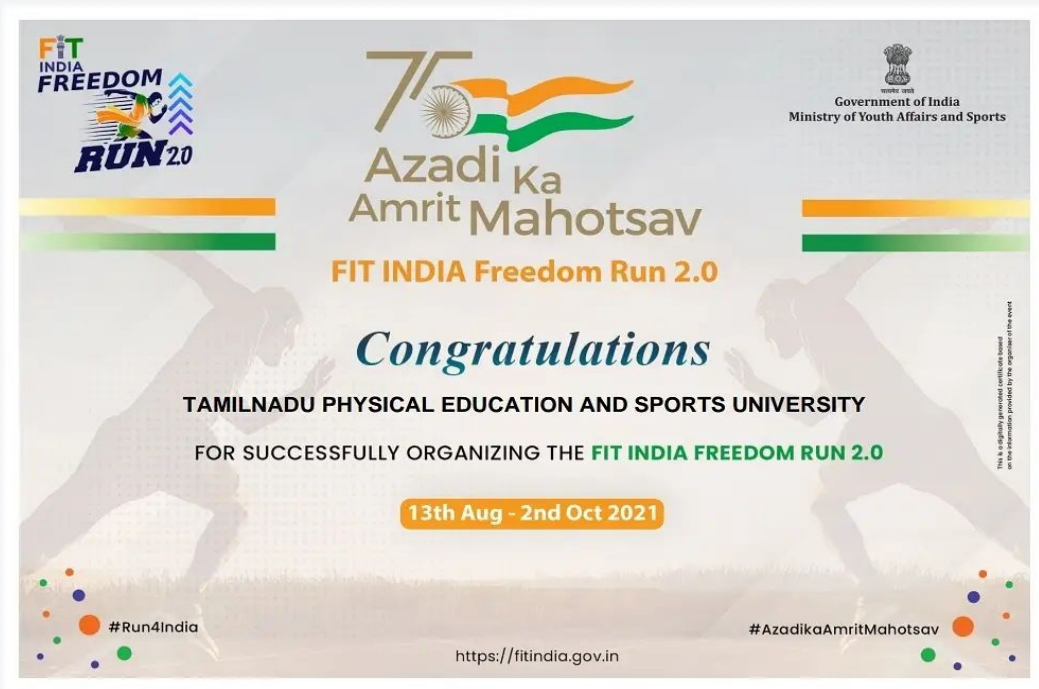 FiT
INDIA
FREEDOM
RUN 2.0
75
Azadi Ka
Amrit Mahotsav
सत्यमेव जयते
Government of India
Ministry of Youth Affairs and Sports
FIT INDIA Freedom Run 2.0
Congratulations
TAMILNADU PHYSICAL EDUCATION AND SPORTS UNIVERSITY
FOR SUCCESSFULLY ORGANIZING THE FIT INDIA FREEDOM RUN 2.0
13th Aug - 2nd Oct 2021
This is a digitally generated certificate based
on the information provided by the organiser of the event
#Run4India
#AzadikaAmritMahotsav
https://fitindia.gov.in